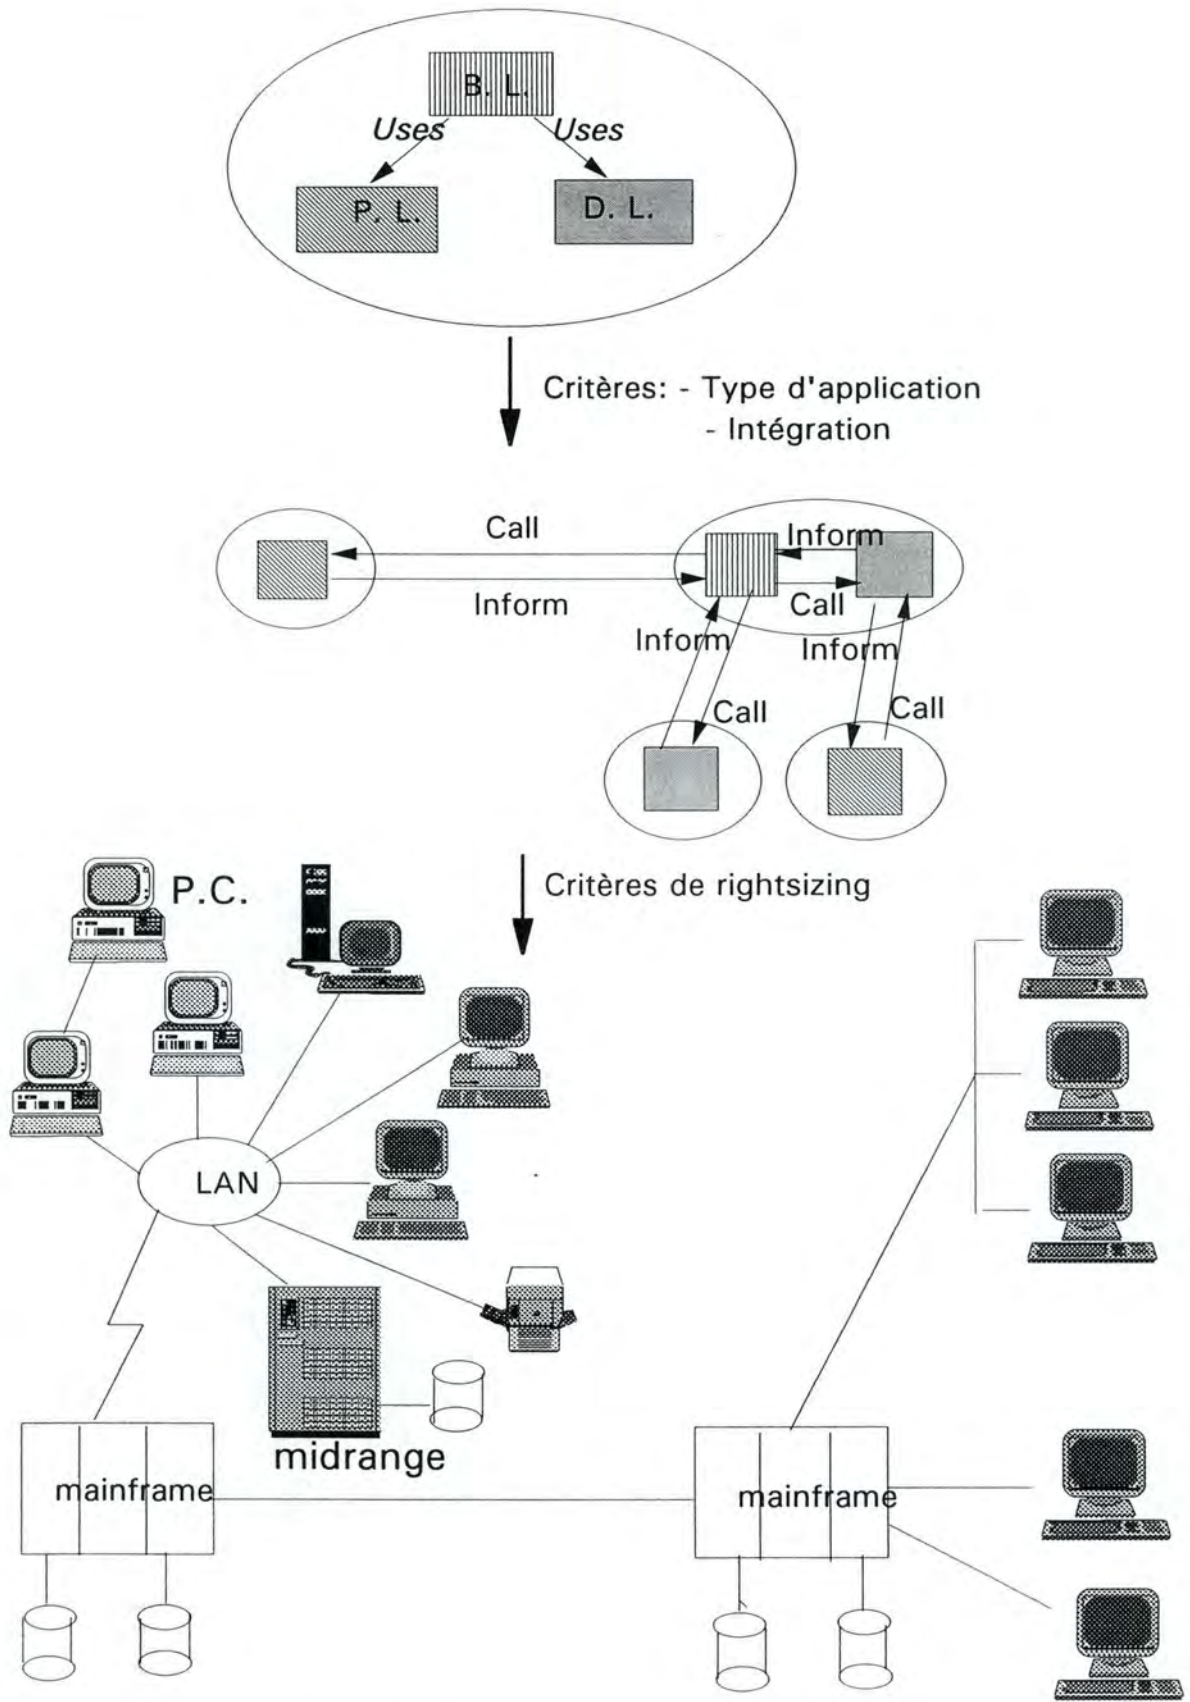 B. L.
Uses
Uses
P. L.
D. L.
Critères: - Type d'application
- Intégration
Call
Inform
Inform
Call
Inform
Inform
Call
Call
P.C.
Critères de rightsizing
LAN
midrange
mainframe
mainframe